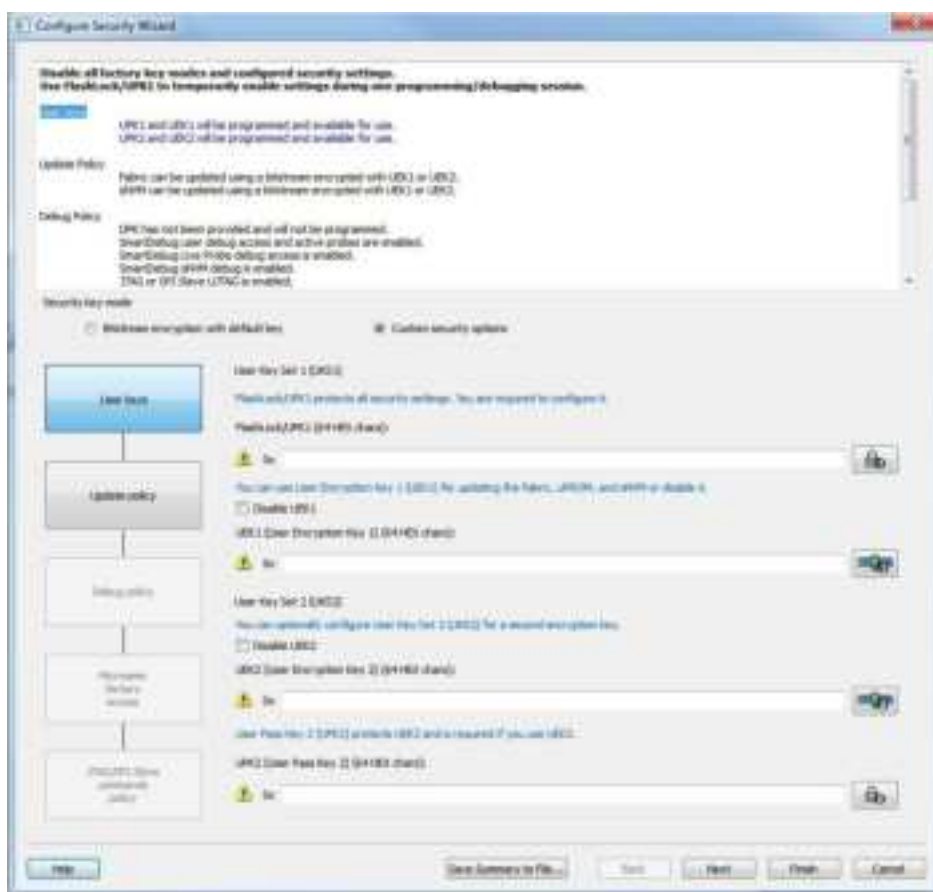 Configure Security Wizard
Disable all factory key modes and configured security settings.
Use FlashLock/UPK1 to temporarily enable settings during one programming/debugging session.
User keys
UPK1 and UEK1 will be programmed and available for use.
UPK2 and UEK2 will be programmed and available for use.
Update Policy
Fabric can be updated using a bitstream encrypted with UEK1 or UEK2.
eNVM can be updated using a bitstream encrypted with UEK1 or UEK2.
Debug Policy
DPK has not been provided and will not be programmed.
SmartDebug user debug access and active probes are enabled.
SmartDebug Live Probe debug access is enabled.
SmartDebug sNVM debug is enabled.
JTAG or SPI Slave UJTAG is enabled.
Security key mode
Bitstream encryption with default key
Custom security options
User Key Set 1 (UKS1)
User keys
FlashLock/UPK1 protects all security settings. You are required to configure it.
FlashLock/UPK1 (64 HEX chars):
0x
You can use User Encryption Key 1 (UEK1) for updating the Fabric, uPROM, and sNVM or disable it.
Update policy
Disable UEK1
UEK1 (User Encryption Key 1) (64 HEX chars):
0x
Debug policy
User Key Set 2 (UKS2)
You can optionally configure User Key Set 2 (UKS2) for a second encryption key.
Disable UEK2
UEK2 (User Encryption Key 2) (64 HEX chars):
Microsemi
factory
access
0x
User Pass Key 2 (UPK2) protects UEK2 and is required if you use UEK2.
UPK2 (User Pass Key 2) (64 HEX chars):
JTAG/SPI Slave
commands
policy
0x
Help
Save Summary to File...
Back
Next
Finish
Cancel